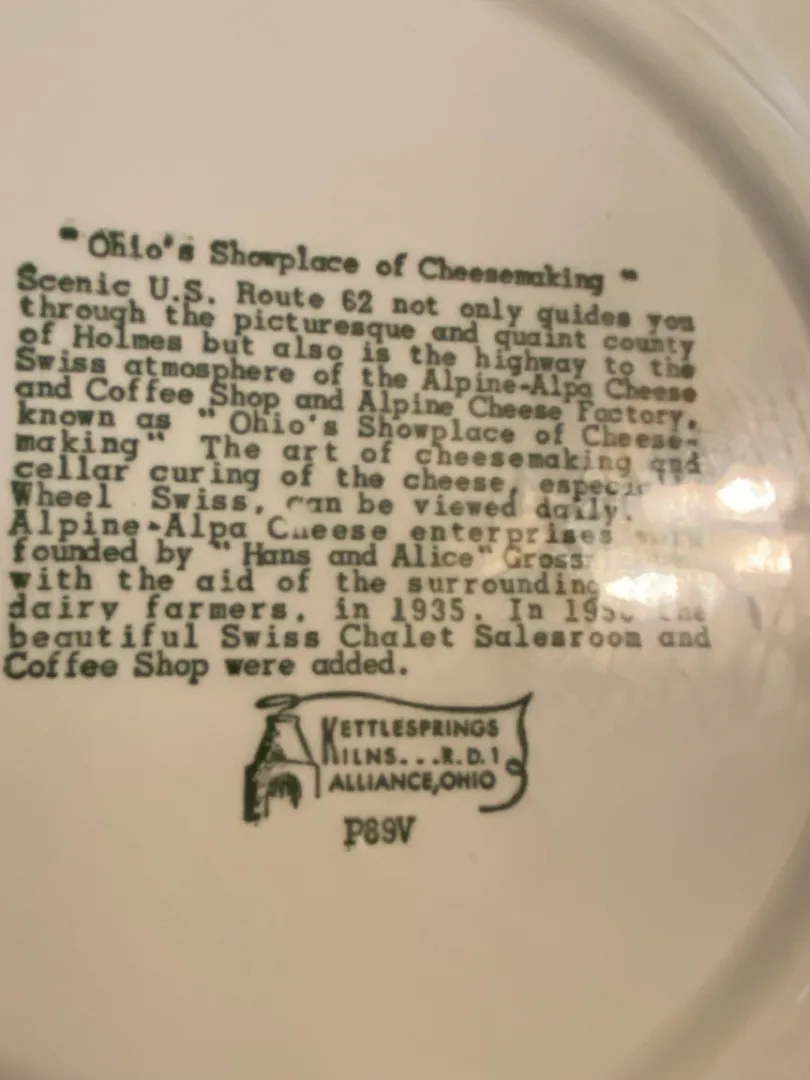 "Ohio's Showplace of Cheesemaking"
Scenic U.S. Route 62 not only guides you
through the picturesque and quaint county
of Holmes but also is the highway to the
Swiss atmosphere of the Alpine-Alpa Cheese
and Coffee Shop and Alpine Cheese Factory,
known as "Ohio's Showplace of Cheese-
making" The art of cheesemaking and
cellar curing of the cheese, especially
Wheel Swiss, can be viewed daily.
Alpine-Alpa Cheese enterprises were
founded by "Hans and Alice"
with the aid of the surrounding
dairy farmers, in 1935. In the
beautiful Swiss Chalet Salesroom and
Coffee Shop were added.
KETTLESPRINGS
KILNS...R.D.1
ALLIANCE,OHIO
P89V